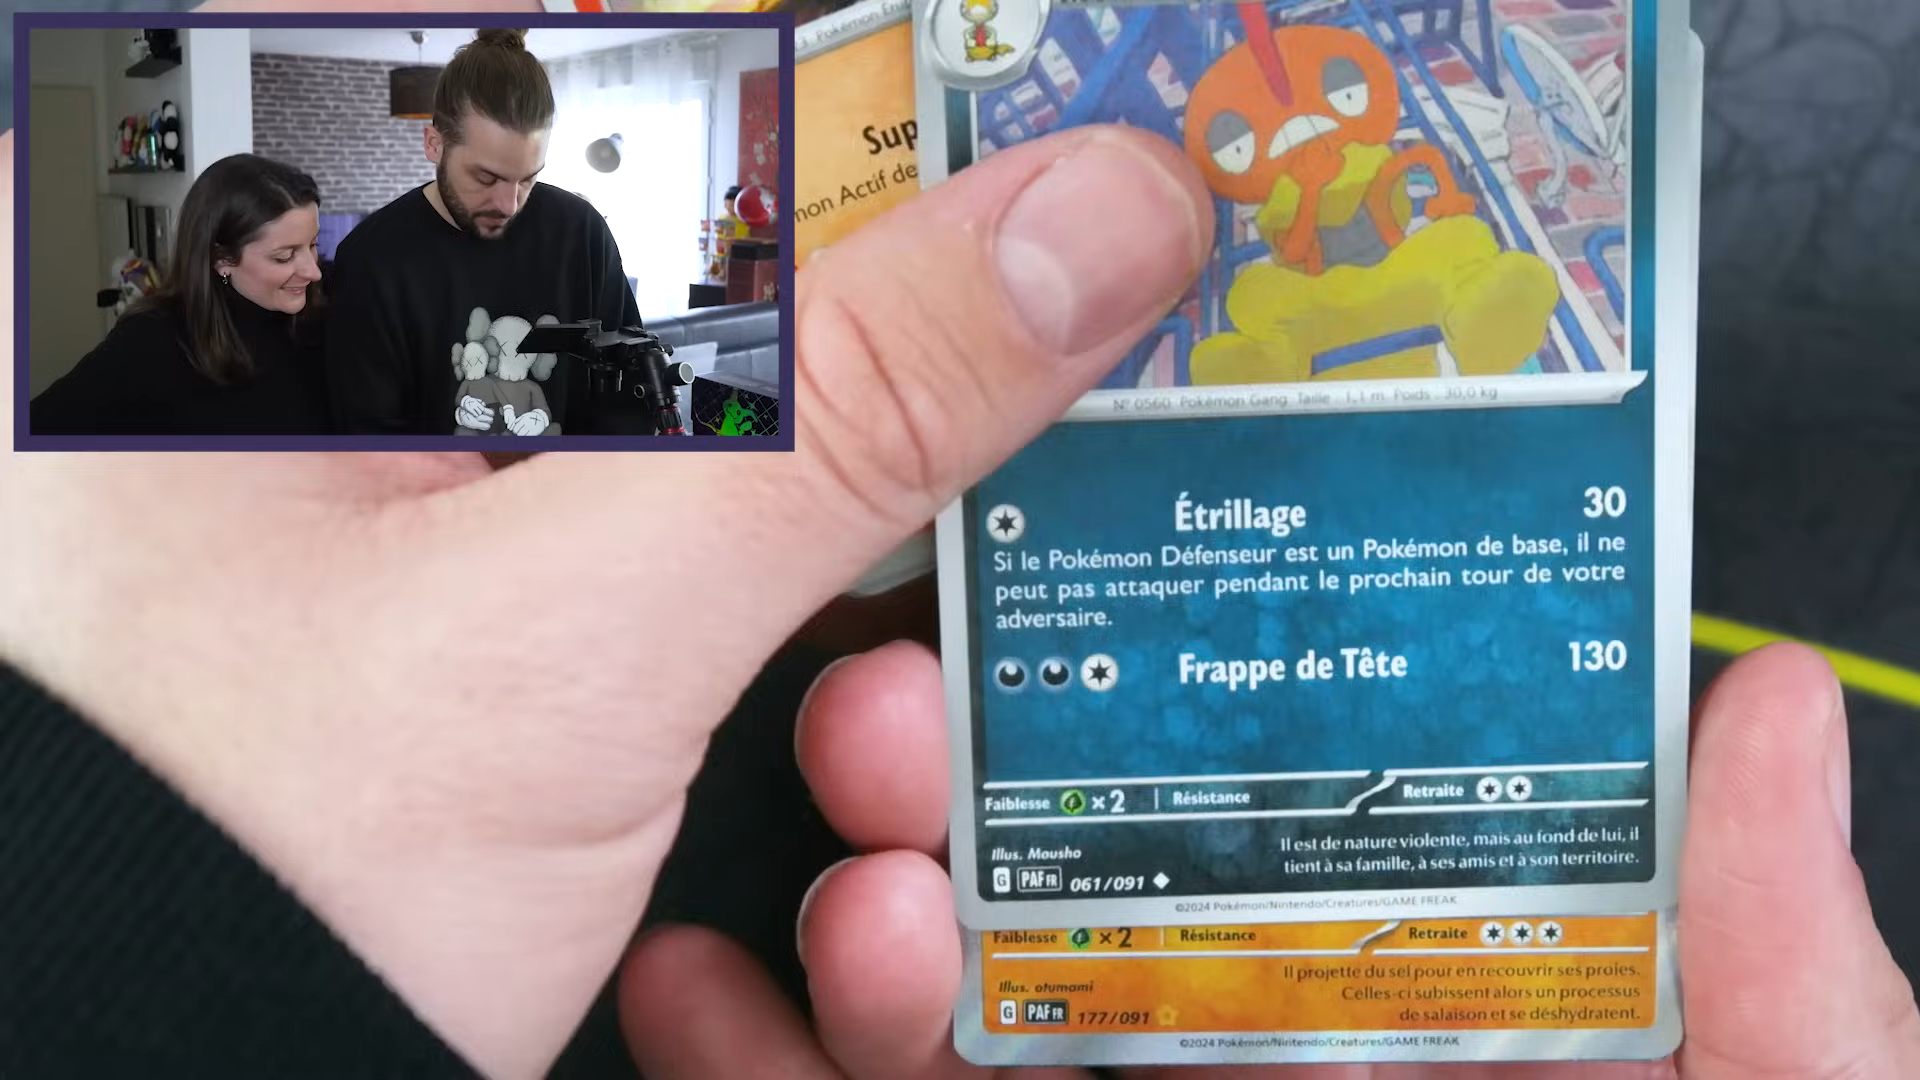 Sup
mon Actif de
N° 0560 Pokémon Gang Taille : 1,1 m Poids : 30,0 kg
Étrillage 30
Si le Pokémon Défenseur est un Pokémon de base, il ne
peut pas attaquer pendant le prochain tour de votre
adversaire.
Frappe de Tête 130
Faiblesse ×2 Résistance Retraite
Il est de nature violente, mais au fond de lui, il
tient à sa famille, à ses amis et à son territoire.
Illus. Mousho
G PAF FR 061/091
©2024 Pokémon/Nintendo/Creatures/GAME FREAK
Faiblesse ×2 Résistance Retraite
Il projette du sel pour en recouvrir ses proies.
Celles-ci subissent alors un processus
de salaison et se déshydratent.
Illus. otumami
G PAF FR 177/091
©2024 Pokémon/Nintendo/Creatures/GAME FREAK